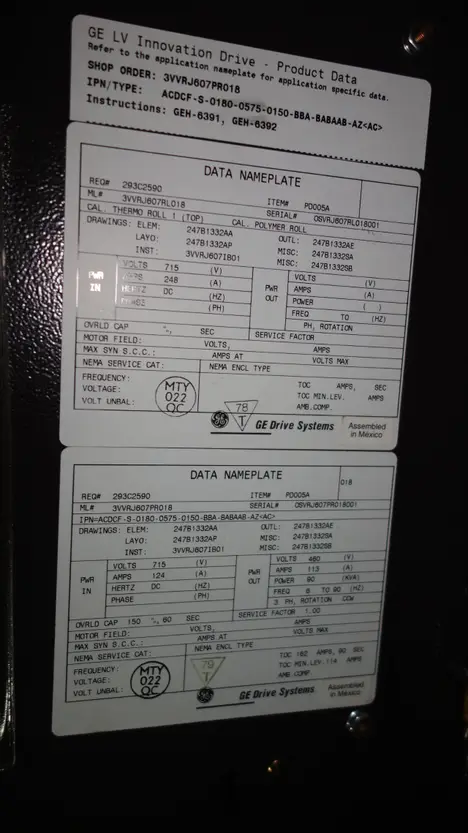 GE LV Innovation Drive - Product Data
Refer to the application nameplate for application specific data.
SHOP ORDER: 3VVRJ607PR018
IPN/TYPE: ACDCF-S-0180-0575-0150-BBA-BABAAB-AZ<AC>
Instructions: GEH-6391, GEH-6392
DATA NAMEPLATE
REQ# 293C2590 ITEM# PD005A
ML# 3VVRJ607RL018 SERIAL# OSVRJ607RL018001
CAL. THERMO ROLL 1 (TOP) CAL. POLYMER ROLL
DRAWINGS: ELEM: 247B1332AA OUTL: 247B1332AE
LAYO: 247B1332AP MISC: 247B1332SA
INST: 3VVRJ607IB01 MISC: 247B1332SB
PWR IN VOLTS 715 (V) PWR OUT VOLTS (V)
AMPS 248 (A) AMPS (A)
HERTZ DC (HZ) POWER ( )
PHASE (PH) FREQ TO (HZ)
PH, ROTATION
OVRLD CAP %, SEC SERVICE FACTOR
MOTOR FIELD: VOLTS, AMPS
MAX SYN S.C.C.: AMPS AT VOLTS MAX
NEMA SERVICE CAT: NEMA ENCL TYPE
FREQUENCY: TOC AMPS, SEC
VOLTAGE: TOC MIN.LEV. AMPS
VOLT UNBAL: AMB.COMP.
MTY
022
QC
78
T
GE Drive Systems
Assembled
in México
DATA NAMEPLATE
018
REQ# 293C2590 ITEM# PD005A
ML# 3VVRJ607PR018 SERIAL# OSVRJ607PR018001
IPN=ACDCF-S-0180-0575-0150-BBA-BABAAB-AZ<AC>
DRAWINGS: ELEM: 247B1332AA OUTL: 247B1332AE
LAYO: 247B1332AP MISC: 247B1332SA
INST: 3VVRJ607IB01 MISC: 247B1332SB
PWR IN VOLTS 715 (V) PWR OUT VOLTS 460 (V)
AMPS 124 (A) AMPS 113 (A)
HERTZ DC (HZ) POWER 90 (KVA)
PHASE (PH) FREQ 6 TO 90 (HZ)
3 PH, ROTATION CCW
OVRLD CAP 150 %, 60 SEC SERVICE FACTOR 1.00
MOTOR FIELD: VOLTS, AMPS
MAX SYN S.C.C.: AMPS AT VOLTS MAX
NEMA SERVICE CAT: NEMA ENCL TYPE
FREQUENCY: TOC 162 AMPS, 60 SEC
VOLTAGE: TOC MIN.LEV. 114 AMPS
VOLT UNBAL: AMB.COMP.
MTY
022
QC
79
T
GE Drive Systems
Assembled
in México